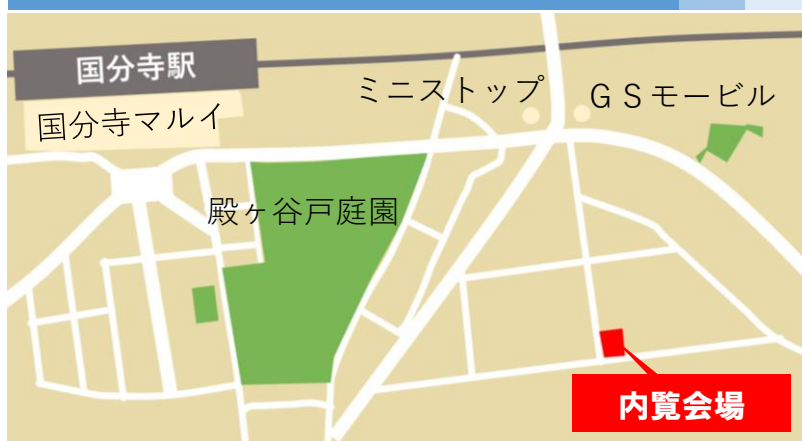 国分寺駅
国分寺マルイ
ミニストップ
ＧＳモービル
殿ヶ谷戸庭園
内覧会場